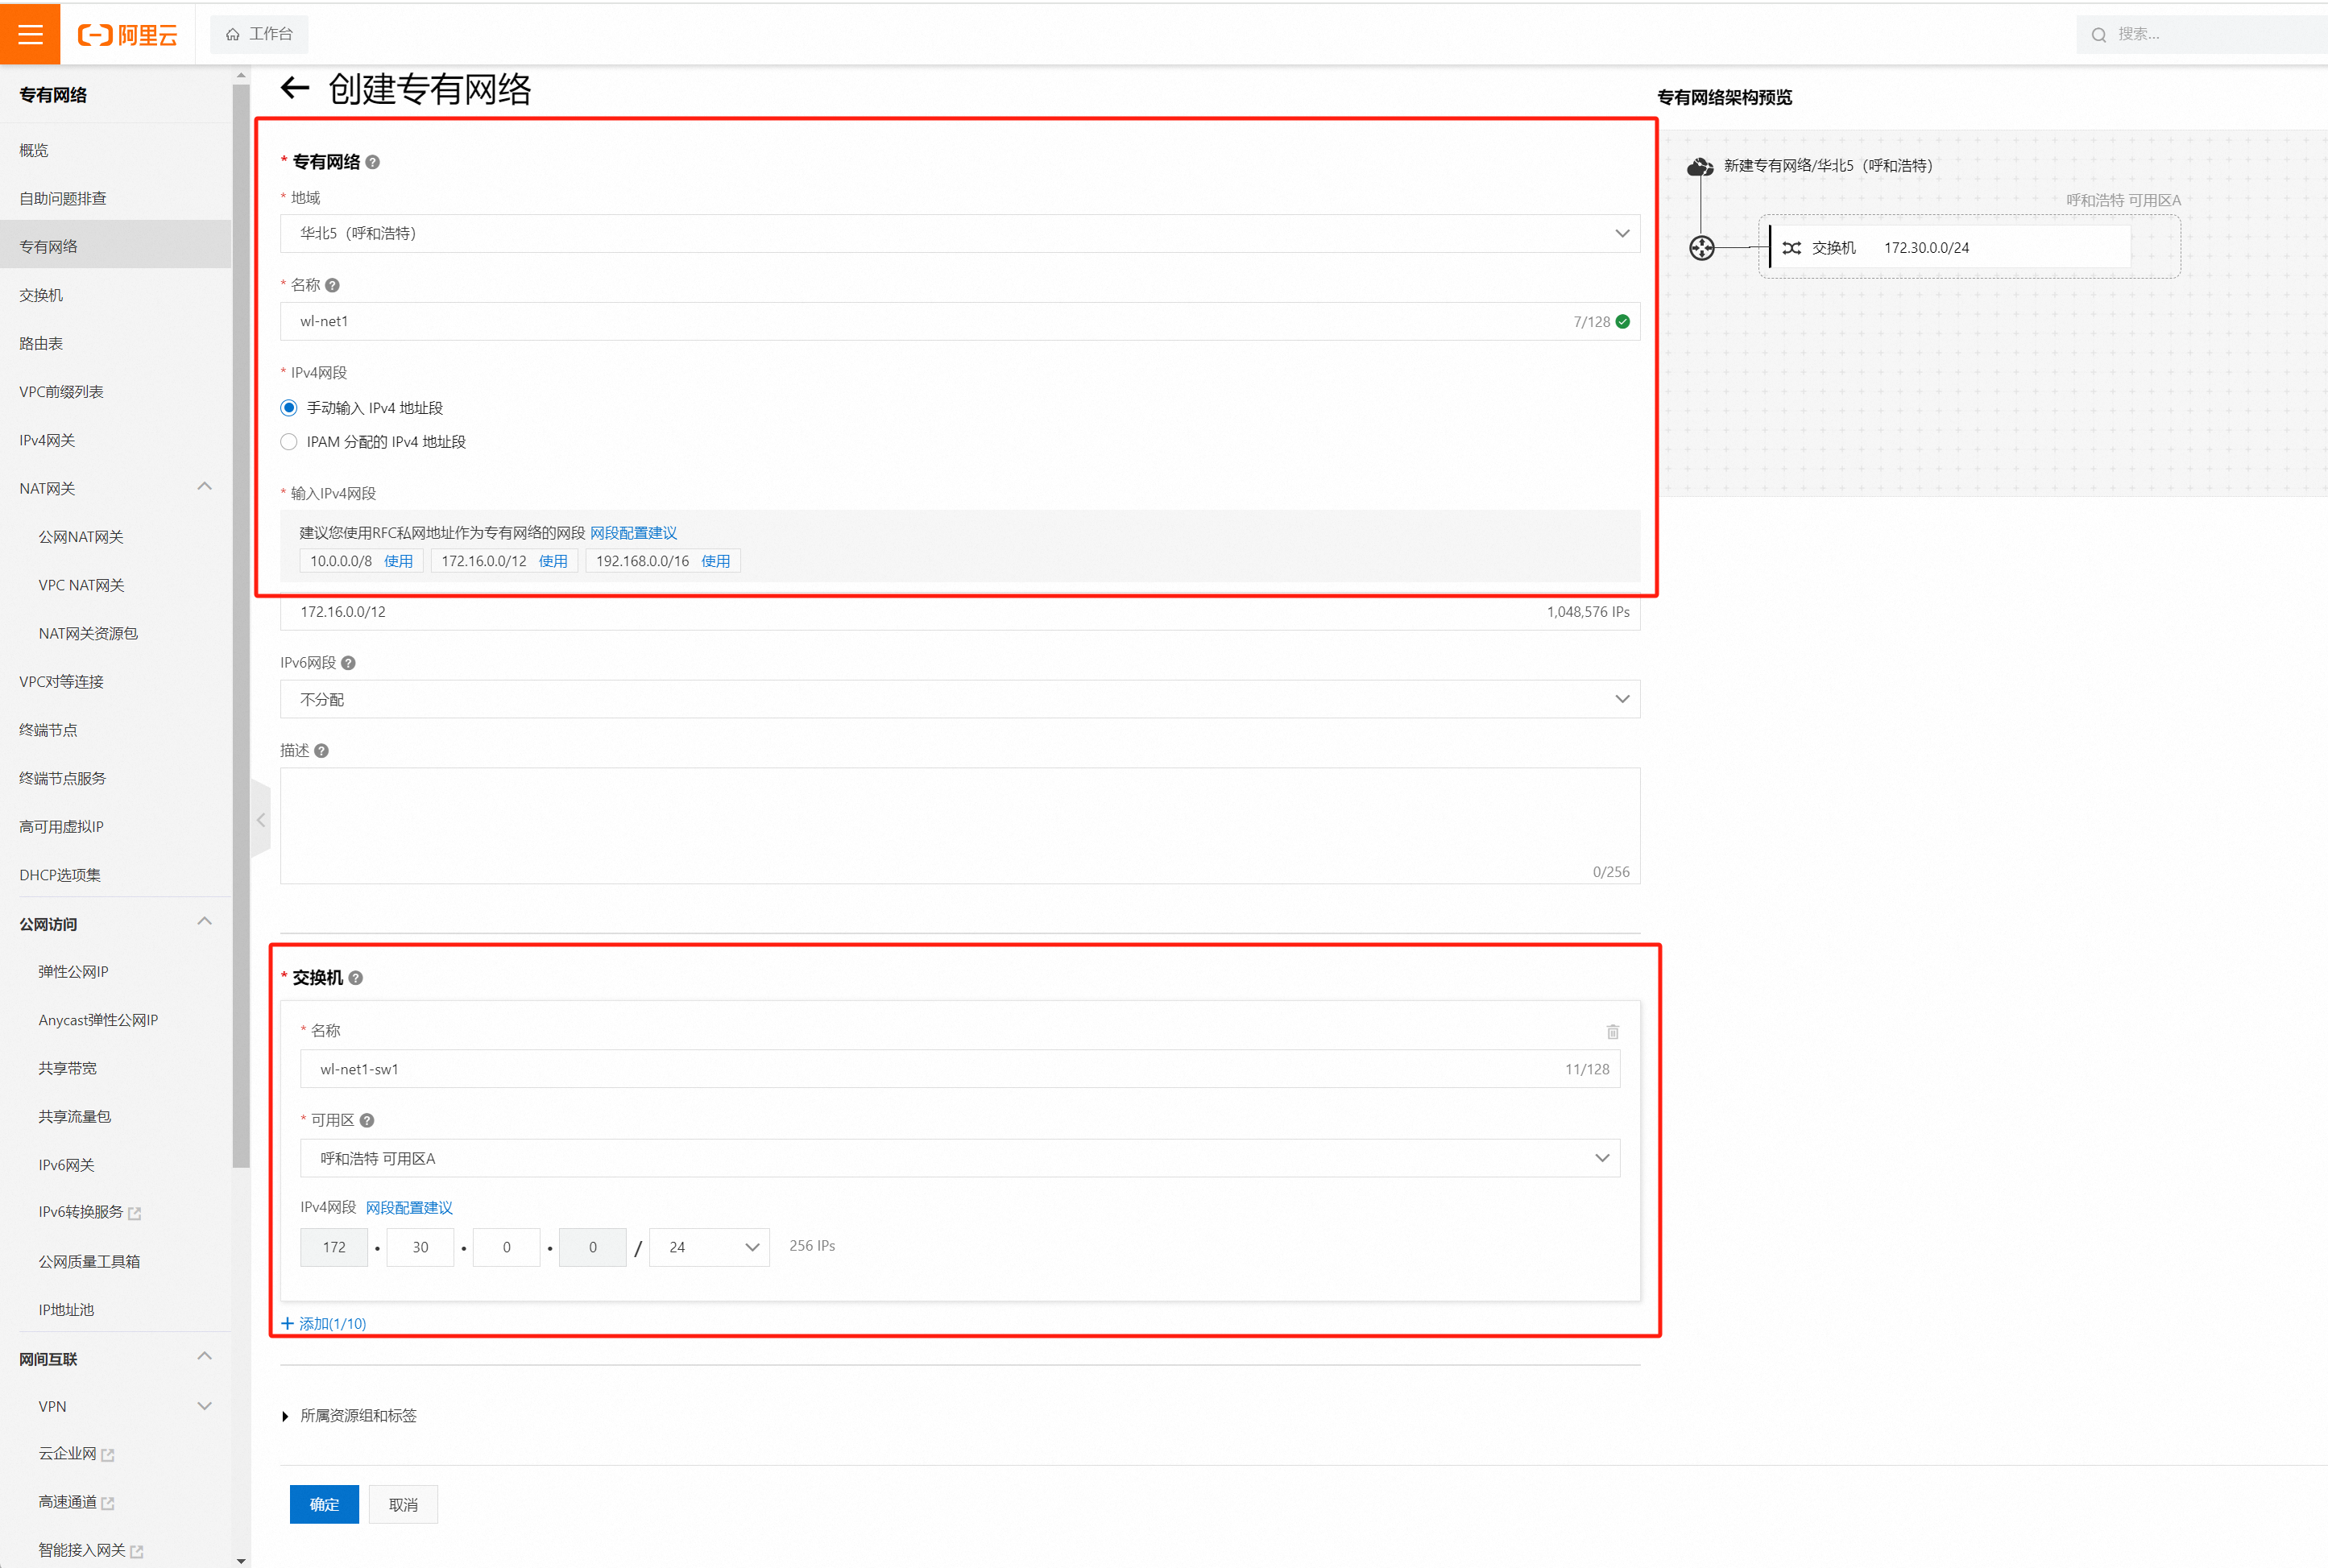 阿里云
工作台
搜索...
专有网络
概览
自助问题排查
专有网络
交换机
路由表
VPC前缀列表
IPv4网关
NAT网关
公网NAT网关
VPC NAT网关
NAT网关资源包
VPC对等连接
终端节点
终端节点服务
高可用虚拟IP
DHCP选项集
公网访问
弹性公网IP
Anycast弹性公网IP
共享带宽
共享流量包
IPv6网关
IPv6转换服务
公网质量工具箱
IP地址池
网间互联
VPN
云企业网
高速通道
智能接入网关
创建专有网络
* 专有网络
* 地域
华北5（呼和浩特）
* 名称
wl-net1 7/128
* IPv4网段
手动输入 IPv4 地址段
IPAM 分配的 IPv4 地址段
* 输入IPv4网段
建议您使用RFC私网地址作为专有网络的网段 网段配置建议
10.0.0.0/8 使用 172.16.0.0/12 使用 192.168.0.0/16 使用
172.16.0.0/12 1,048,576 IPs
IPv6网段
不分配
描述
0/256
* 交换机
* 名称
wl-net1-sw1 11/128
* 可用区
呼和浩特 可用区A
IPv4网段 网段配置建议
172 • 30 • 0 • 0 / 24 256 IPs
+ 添加(1/10)
所属资源组和标签
确定 取消
专有网络架构预览
新建专有网络/华北5（呼和浩特）
呼和浩特 可用区A
交换机 172.30.0.0/24